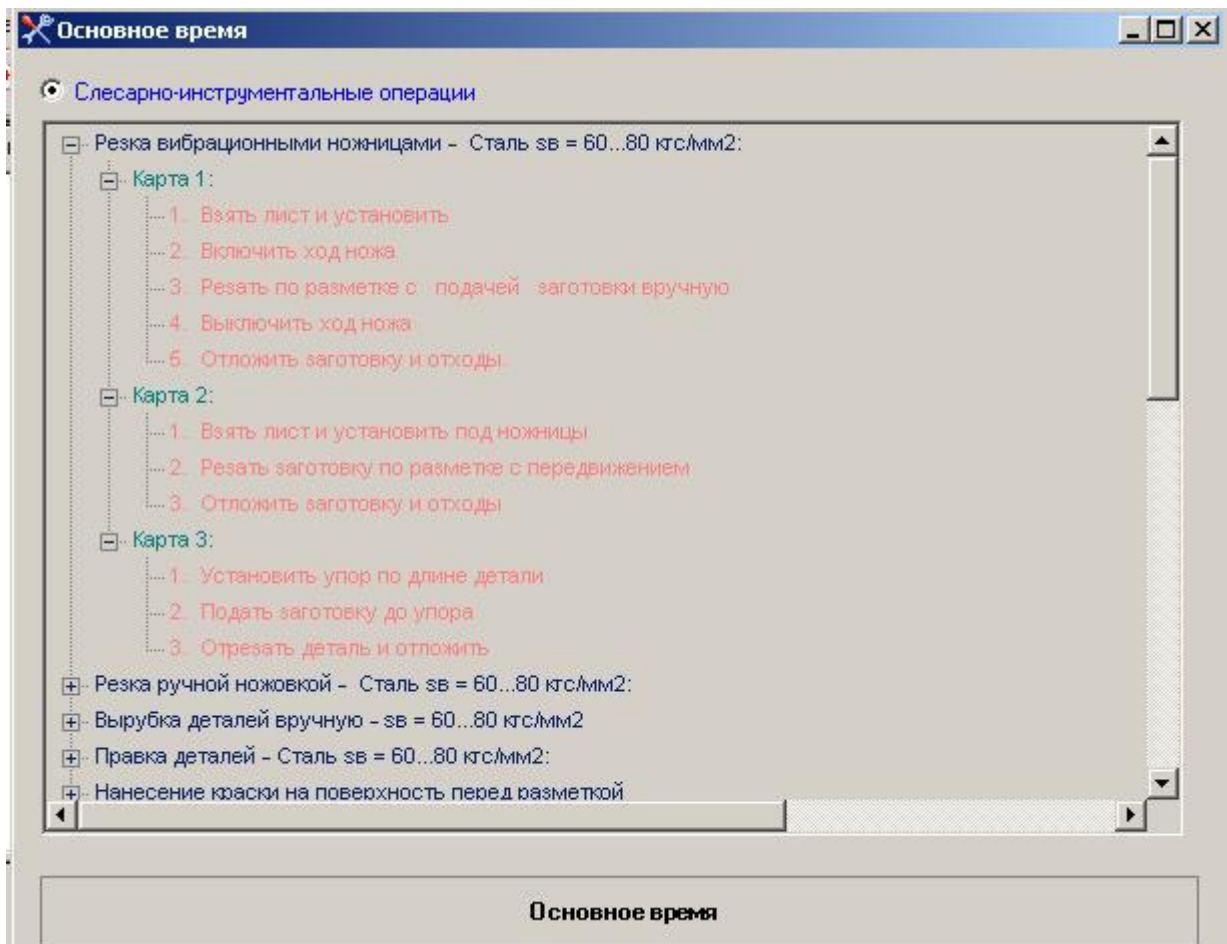 Основное время
Слесарно-инструментальные операции
Резка вибрационными ножницами - Сталь sв = 60...80 кгс/мм2:
Карта 1:
1. Взять лист и установить
2. Включить ход ножа
3. Резать по разметке с подачей заготовки вручную
4. Выключить ход ножа
5. Отложить заготовку и отходы.
Карта 2:
1. Взять лист и установить под ножницы
2. Резать заготовку по разметке с передвижением
3. Отложить заготовку и отходы
Карта 3:
1. Установить упор по длине детали
2. Подать заготовку до упора
3. Отрезать деталь и отложить
Резка ручной ножовкой - Сталь sв = 60...80 кгс/мм2:
Вырубка деталей вручную - sв = 60...80 кгс/мм2
Правка деталей - Сталь sв = 60...80 кгс/мм2:
Нанесение краски на поверхность перед разметкой
Основное время